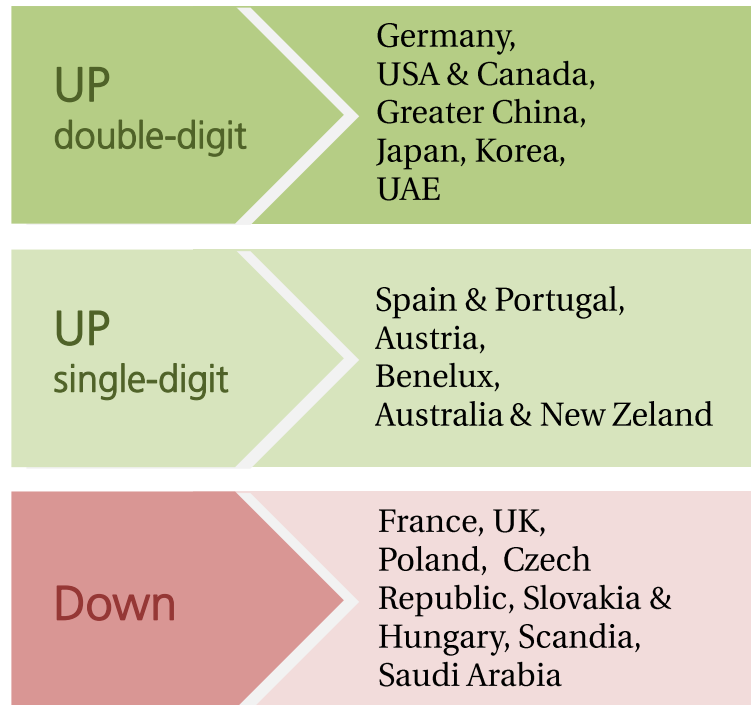 UP
double-digit
Germany,
USA & Canada,
Greater China,
Japan, Korea,
UAE
UP
single-digit
Spain & Portugal,
Austria,
Benelux,
Australia & New Zeland
Down
France, UK,
Poland, Czech
Republic, Slovakia &
Hungary, Scandia,
Saudi Arabia